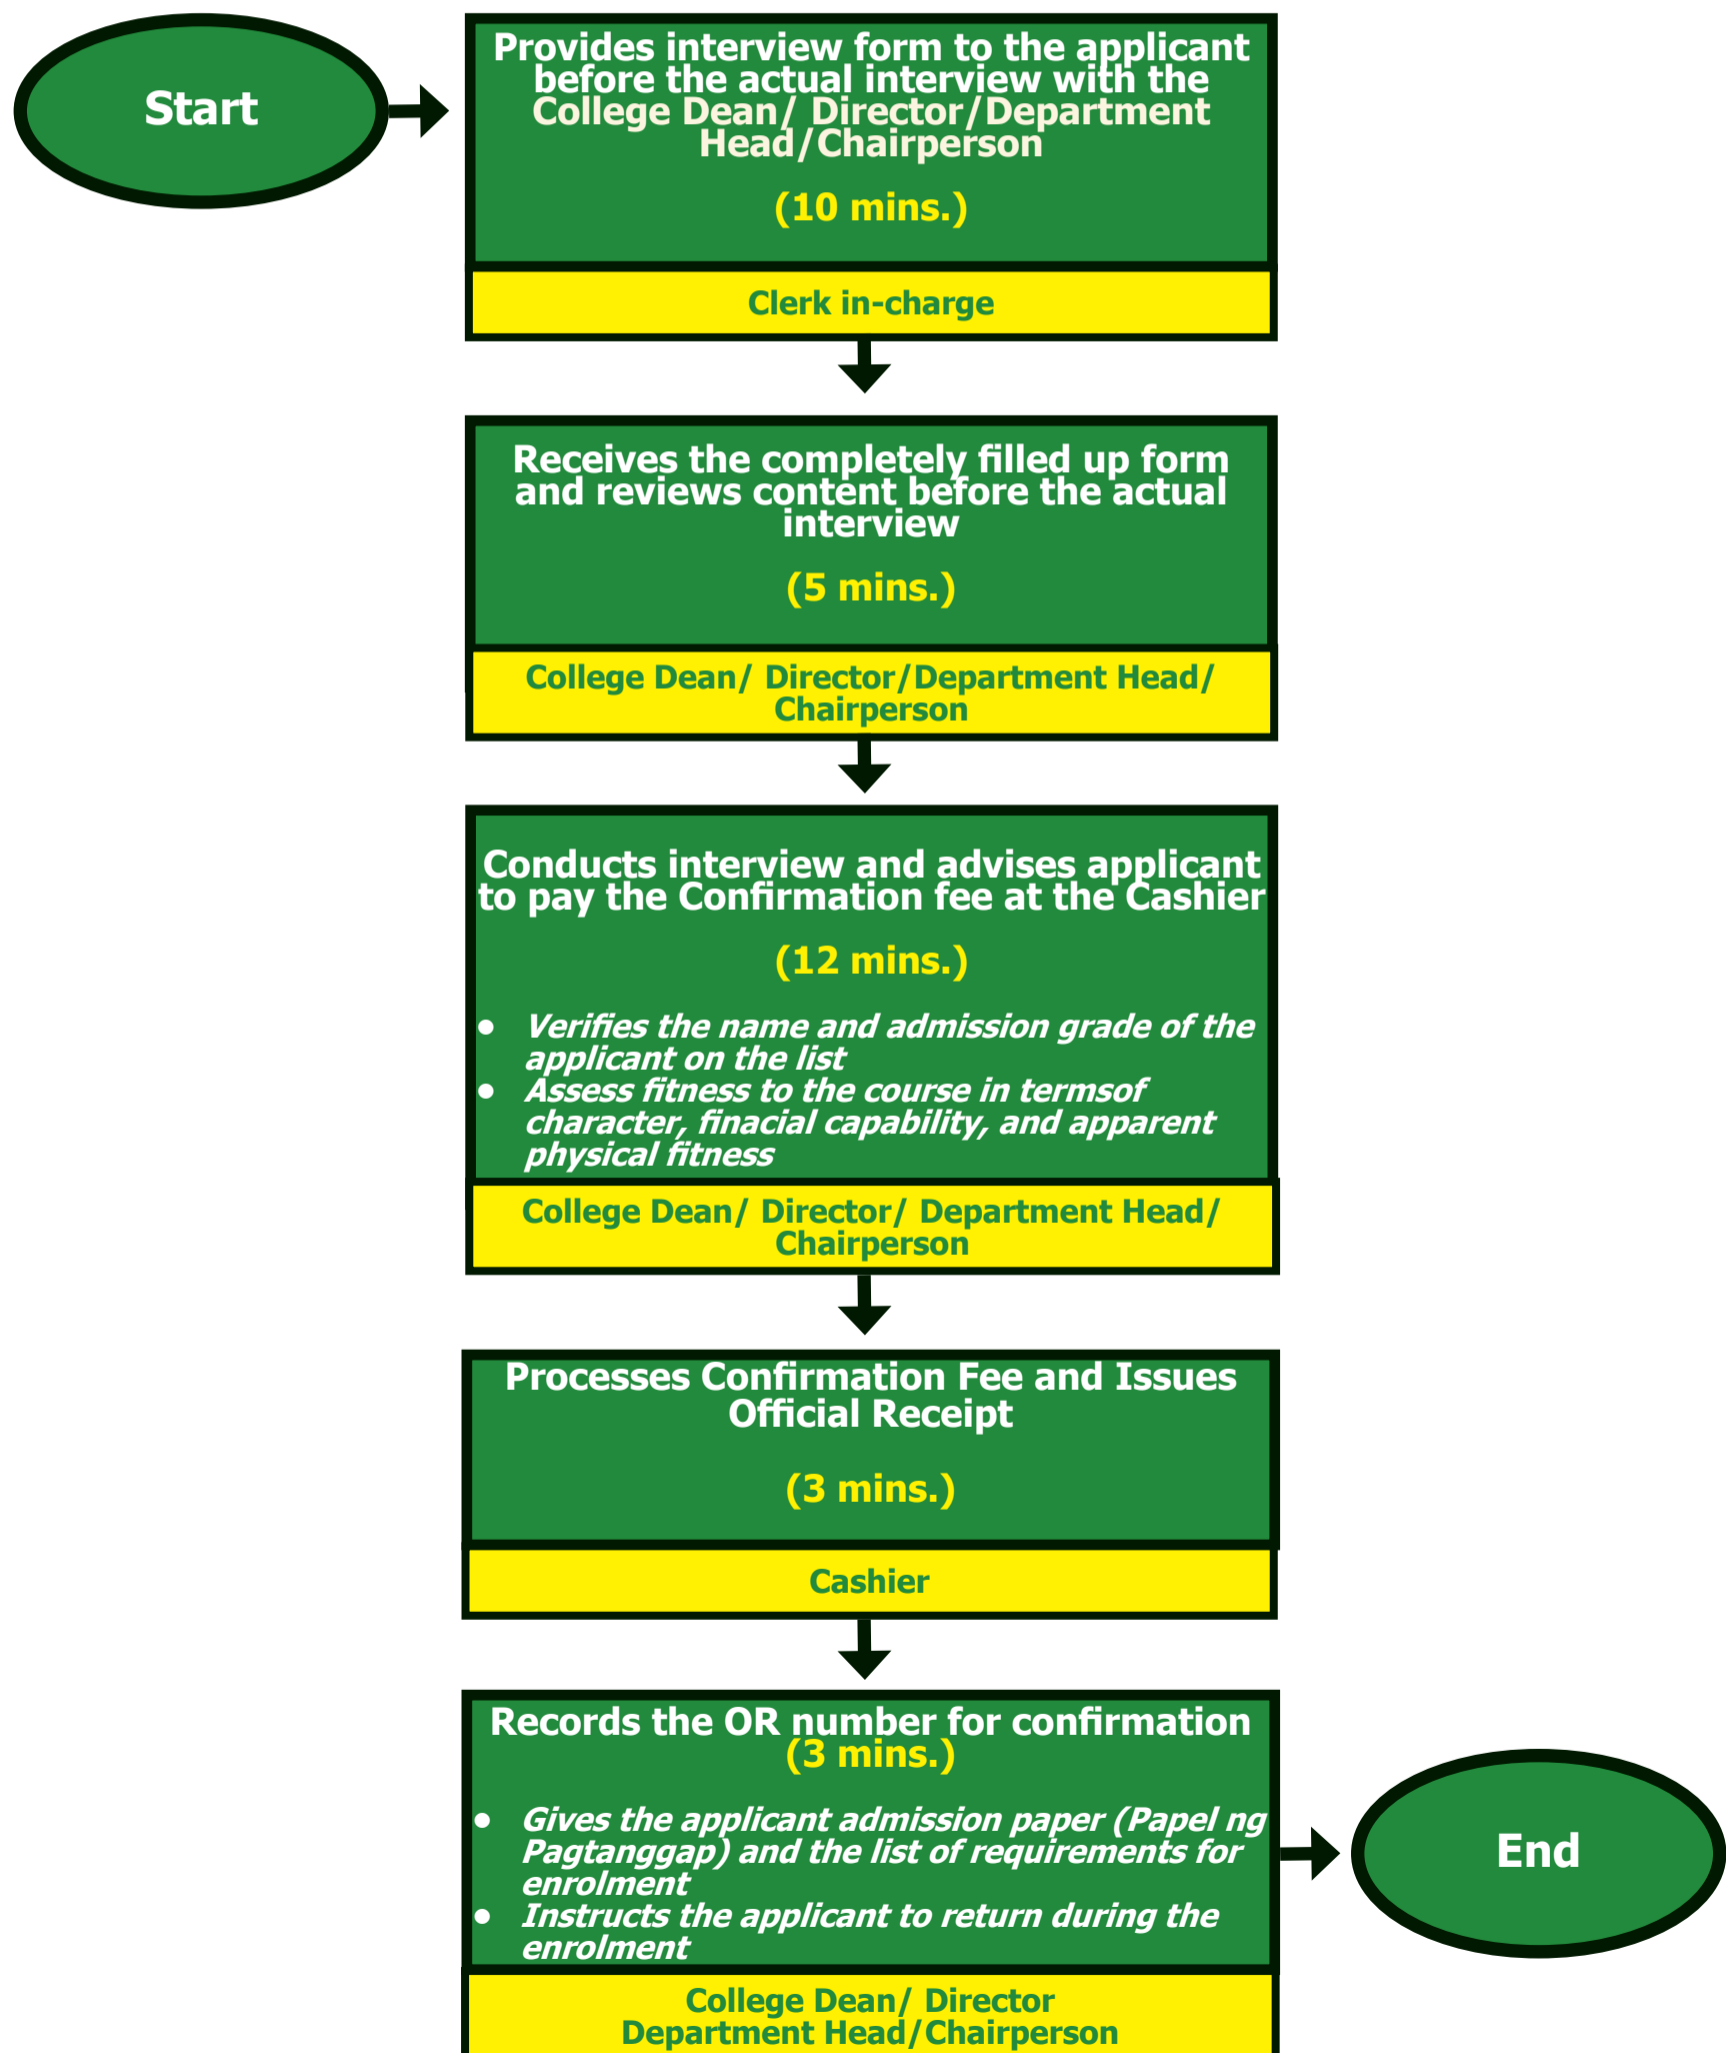 Start
Provides interview form to the applicant
before the actual interview with the
College Dean/ Director/Department
Head/Chairperson
(10 mins.)
Clerk in-charge
Receives the completely filled up form
and reviews content before the actual
interview
(5 mins.)
College Dean/ Director/Department Head/
Chairperson
Conducts interview and advises applicant
to pay the Confirmation fee at the Cashier
(12 mins.)
● Verifies the name and admission grade of the
applicant on the list
● Assess fitness to the course in termsof
character, finacial capability, and apparent
physical fitness
College Dean/ Director/ Department Head/
Chairperson
Processes Confirmation Fee and Issues
Official Receipt
(3 mins.)
Cashier
Records the OR number for confirmation
(3 mins.)
● Gives the applicant admission paper (Papel ng
Pagtanggap) and the list of requirements for
enrolment
● Instructs the applicant to return during the
enrolment
College Dean/ Director
Department Head/Chairperson
End